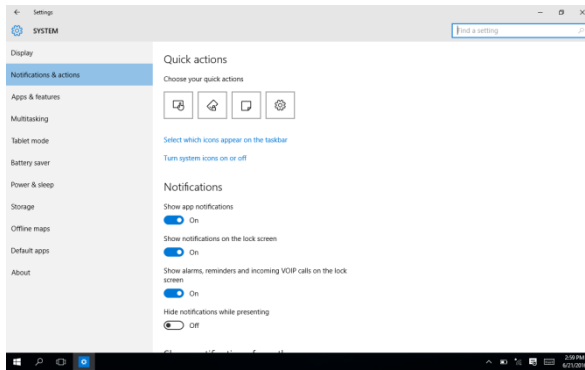 Settings
SYSTEM
Find a setting
Display
Notifications & actions
Apps & features
Multitasking
Tablet mode
Battery saver
Power & sleep
Storage
Offline maps
Default apps
About
Quick actions
Choose your quick actions
Select which icons appear on the taskbar
Turn system icons on or off
Notifications
Show app notifications
On
Show notifications on the lock screen
On
Show alarms, reminders and incoming VOIP calls on the lock
screen
On
Hide notifications while presenting
Off
2:59 PM